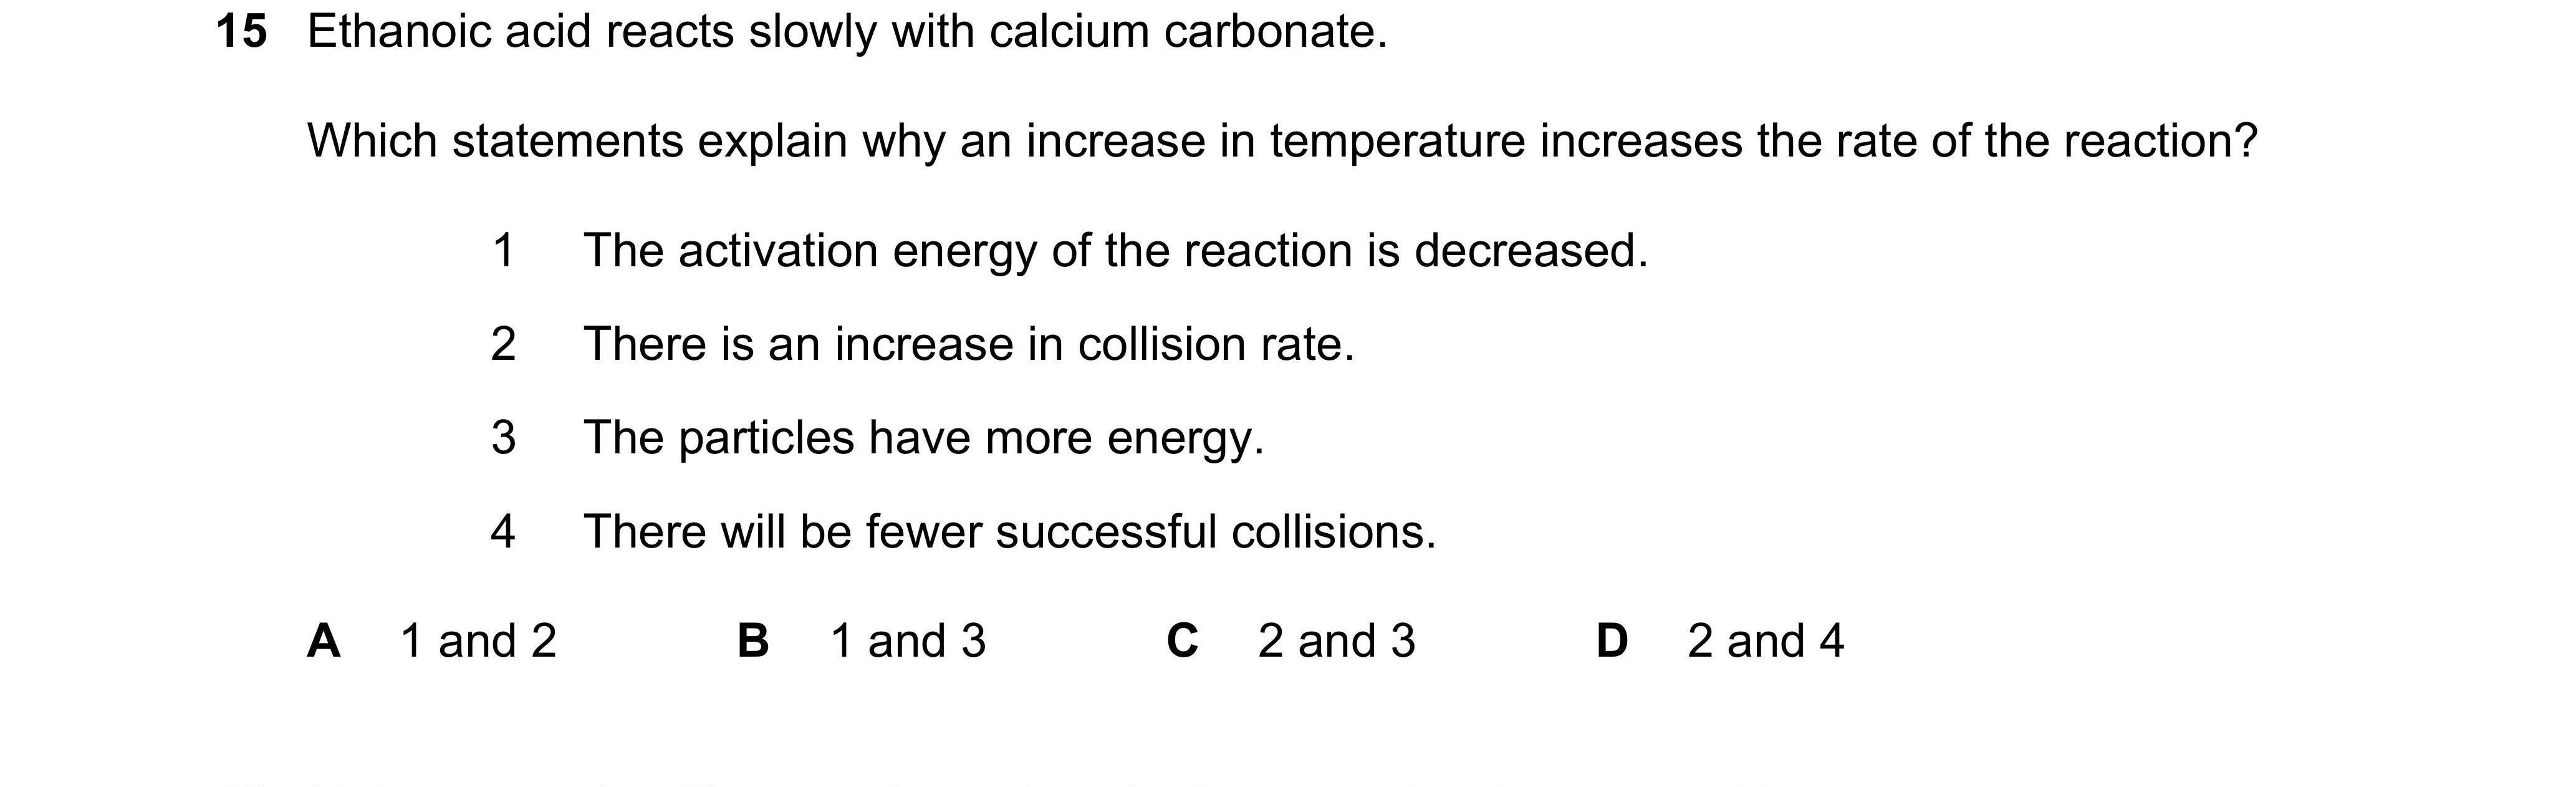 15 Ethanoic acid reacts slowly with calcium carbonate.
Which statements explain why an increase in temperature increases the rate of the reaction?
1 The activation energy of the reaction is decreased.
2 There is an increase in collision rate.
3 The particles have more energy.
4 There will be fewer successful collisions.
A 1 and 2 B 1 and 3 C 2 and 3 D 2 and 4